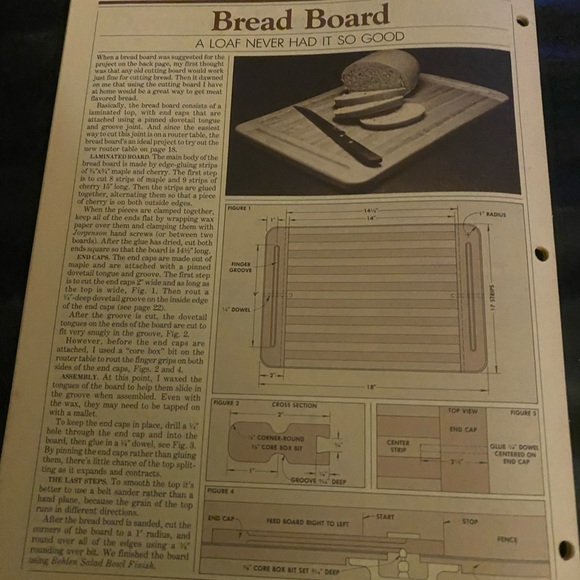 Bread Board
A LOAF NEVER HAD IT SO GOOD
When a bread board was suggested for the
project on the back page, my first thought
was that any old cutting board would work
just fine for cutting bread. Then it dawned
on me that using the cutting board I have
at home would be a great way to get meat
flavored bread.
Basically, the bread board consists of a
laminated top, with end caps that are
attached using a pinned dovetail tongue
and groove joint. And since the easiest
way to cut this joint is on a router table, the
bread board's an ideal project to try out the
new router table on page 18.
LAMINATED BOARD. The main body of the
bread board is made by edge-gluing strips
of maple and cherry. The first step
is to cut 8 strips of maple and 9 strips of
cherry 15" long. Then the strips are glued
together, alternating them so that a piece
of cherry is on both outside edges.
When the pieces are clamped together,
keep all of the ends flat by wrapping wax
paper over them and clamping them with
Jorgenson hand screws (or between two
boards). After the glue has dried, cut both
ends square so that the board is 14½" long.
END CAPS. The end caps are made out of
maple and are attached with a pinned
dovetail tongue and groove. The first step
is to cut the end caps 2" wide and as long as
the top is wide, Fig. 1. Then rout a
¼"-deep dovetail groove on the inside edge
of the end caps (see page 22).
After the groove is cut, the dovetail
tongues on the ends of the board are cut to
fit very snugly in the groove, Fig. 2.
However, before the end caps are
attached, I used a "core box" bit on the
router table to rout the finger grips on both
sides of the end caps, Figs. 2 and 4.
ASSEMBLY. At this point, I waxed the
tongues of the board to help them slide in
the groove when assembled. Even with
the wax, they may need to be tapped on
with a mallet.
To keep the end caps in place, drill a ¼"
hole through the end cap and into the
board, then glue in a ¼" dowel, see Fig. 3.
By pinning the end caps rather than gluing
them, there's little chance of the top split-
ting as it expands and contracts.
THE LAST STEPS. To smooth the top it's
better to use a belt sander rather than a
hand plane, because the grain of the top
runs in different directions.
After the bread board is sanded, cut the
corners of the board to a 1" radius, and
round over all of the edges using a
rounding over bit. We finished the board
using Behlen Salad Bowl Finish.
FIGURE 1
14½"
1"
14"
1" RADIUS
FINGER
GROOVE
9"
¼" DOWEL
17 STRIPS
2"
18"
FIGURE 2
CROSS SECTION
2"
CORNER ROUND
CORE BOX BIT
1"
GROOVE DEEP
TOP VIEW
FIGURE 3
END CAP
CENTER
STRIP
2½"
GLUE ¼" DOWEL
CENTERED ON
END CAP
FIGURE 4
END CAP
FEED BOARD RIGHT TO LEFT
START
STOP
FENCE
CORE BOX BIT SET DEEP